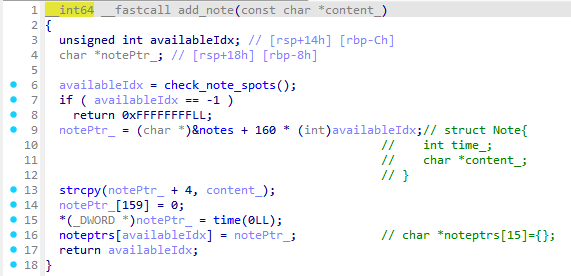 1 __int64 __fastcall add_note(const char *content_)
2 {
3 unsigned int availableIdx; // [rsp+14h] [rbp-Ch]
4 char *notePtr_; // [rsp+18h] [rbp-8h]
5
6 availableIdx = check_note_spots();
7 if ( availableIdx == -1 )
8 return 0xFFFFFFFFLL;
9 notePtr_ = (char *)&notes + 160 * (int)availableIdx;// struct Note{
10 // int time_;
11 // char *content_;
12 // }
13 strcpy(notePtr_ + 4, content_);
14 notePtr_[159] = 0;
15 *(_DWORD *)notePtr_ = time(0LL);
16 noteptrs[availableIdx] = notePtr_; // char *noteptrs[15]={};
17 return availableIdx;
18 }